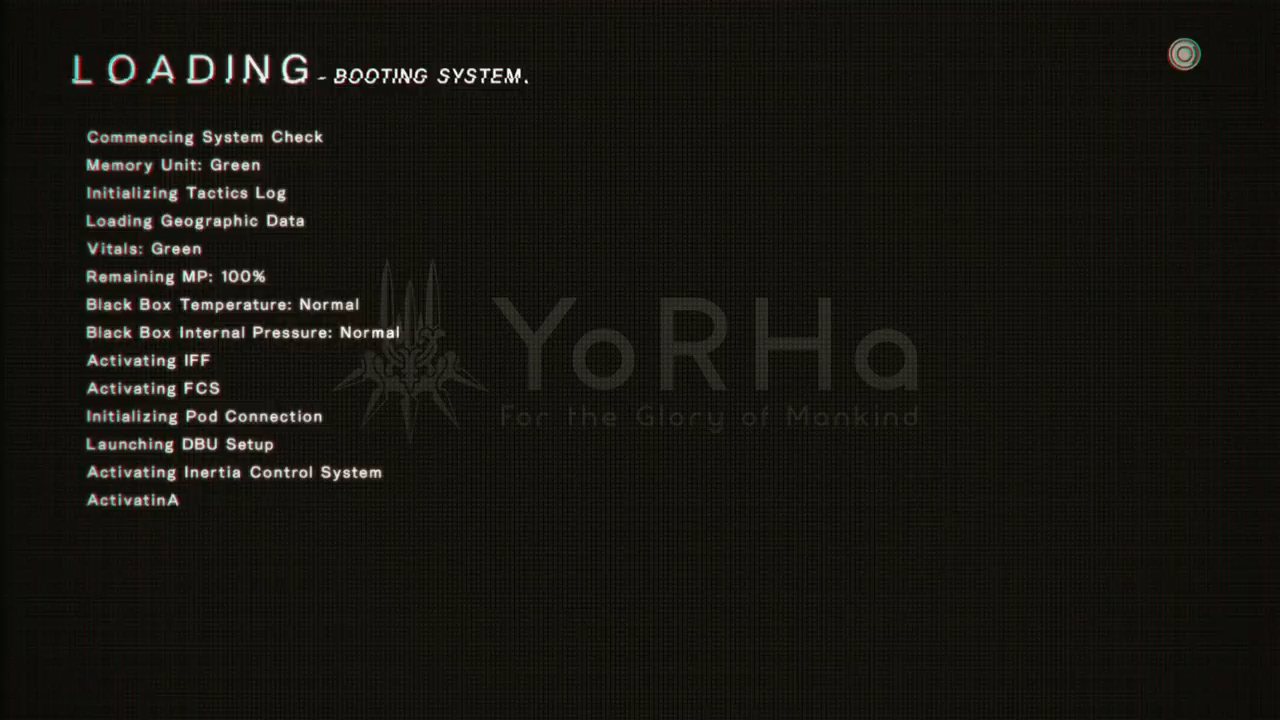 LOADING - BOOTING SYSTEM.
Commencing System Check
Memory Unit: Green
Initializing Tactics Log
Loading Geographic Data
Vitals: Green
Remaining MP: 100%
Black Box Temperature: Normal
Black Box Internal Pressure: Normal
Activating IFF
Activating FCS
Initializing Pod Connection
Launching DBU Setup
Activating Inertia Control System
ActivatinA
YoRHa
For the Glory of Mankind